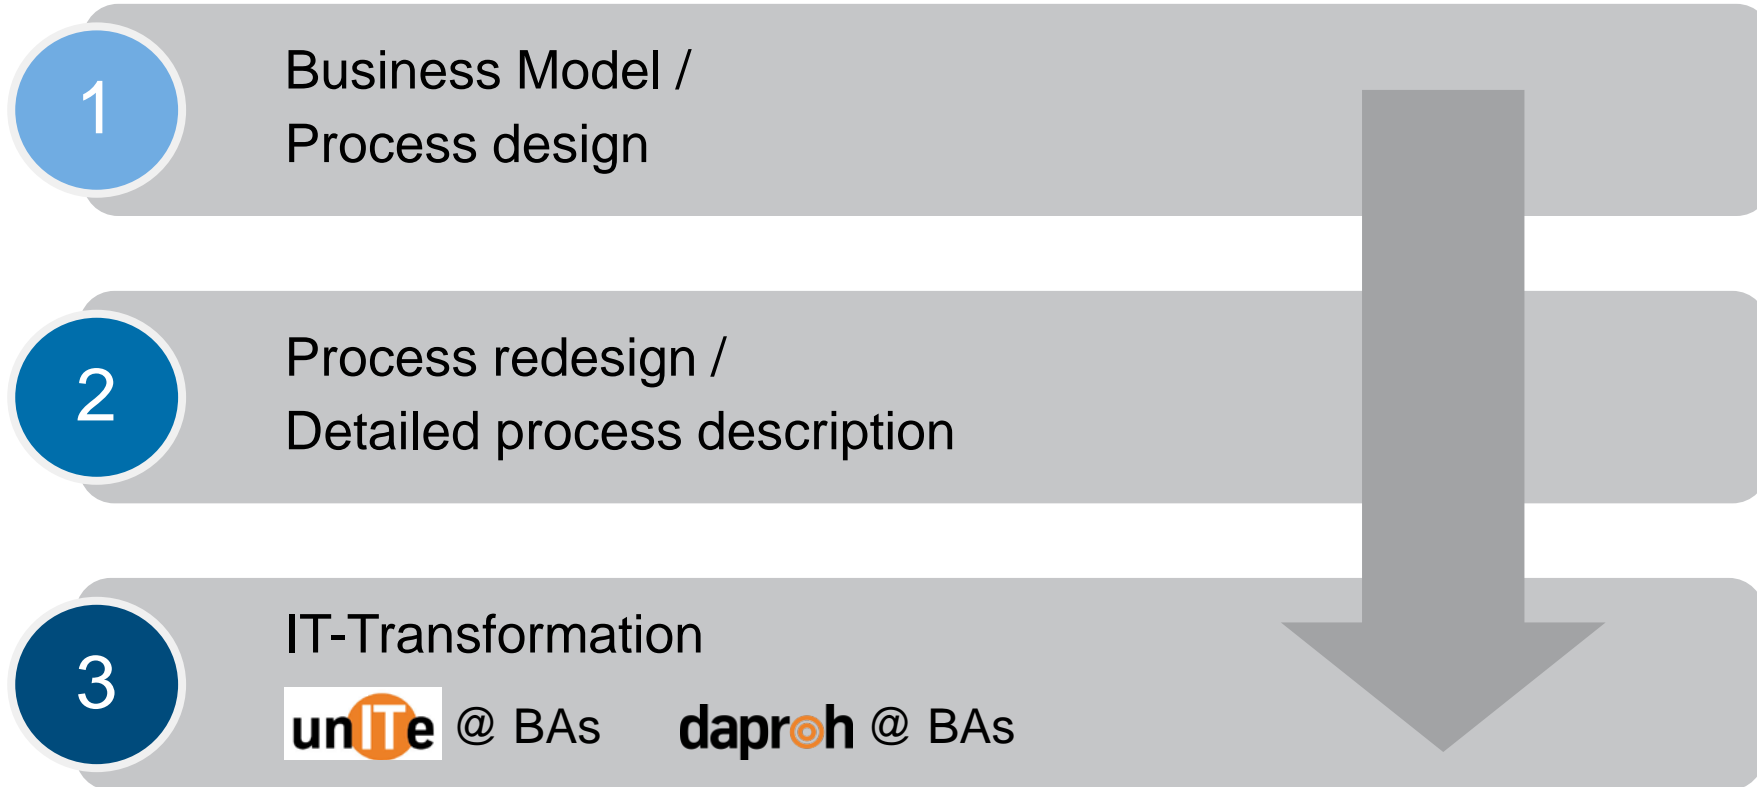 1
Business Model /
Process design
2
Process redesign /
Detailed process description
3
IT-Transformation
unITe @ BAs daproh @ BAs